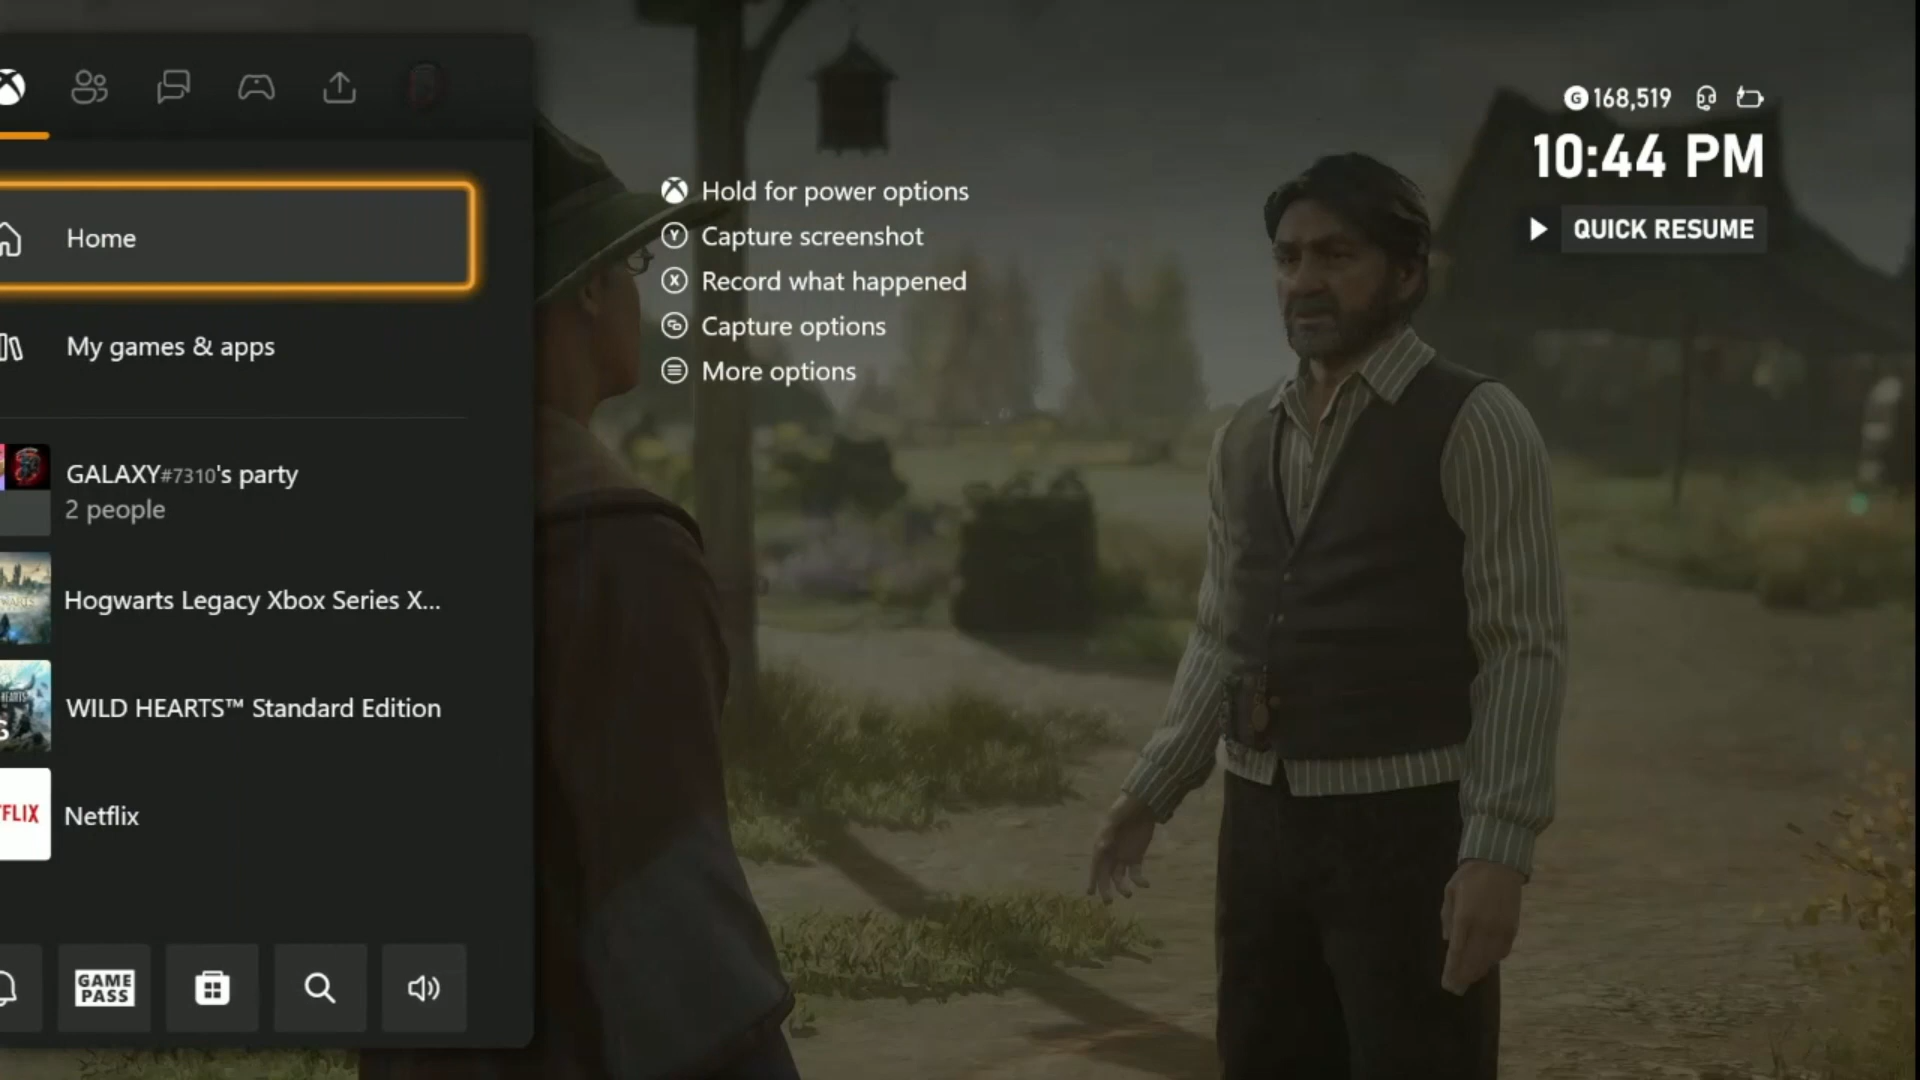 168,519
10:44 PM
QUICK RESUME
Hold for power options
Y Capture screenshot
X Record what happened
Capture options
More options
Home
My games & apps
GALAXY#7310's party
2 people
Hogwarts Legacy Xbox Series X...
WILD HEARTS™ Standard Edition
Netflix
GAME
PASS